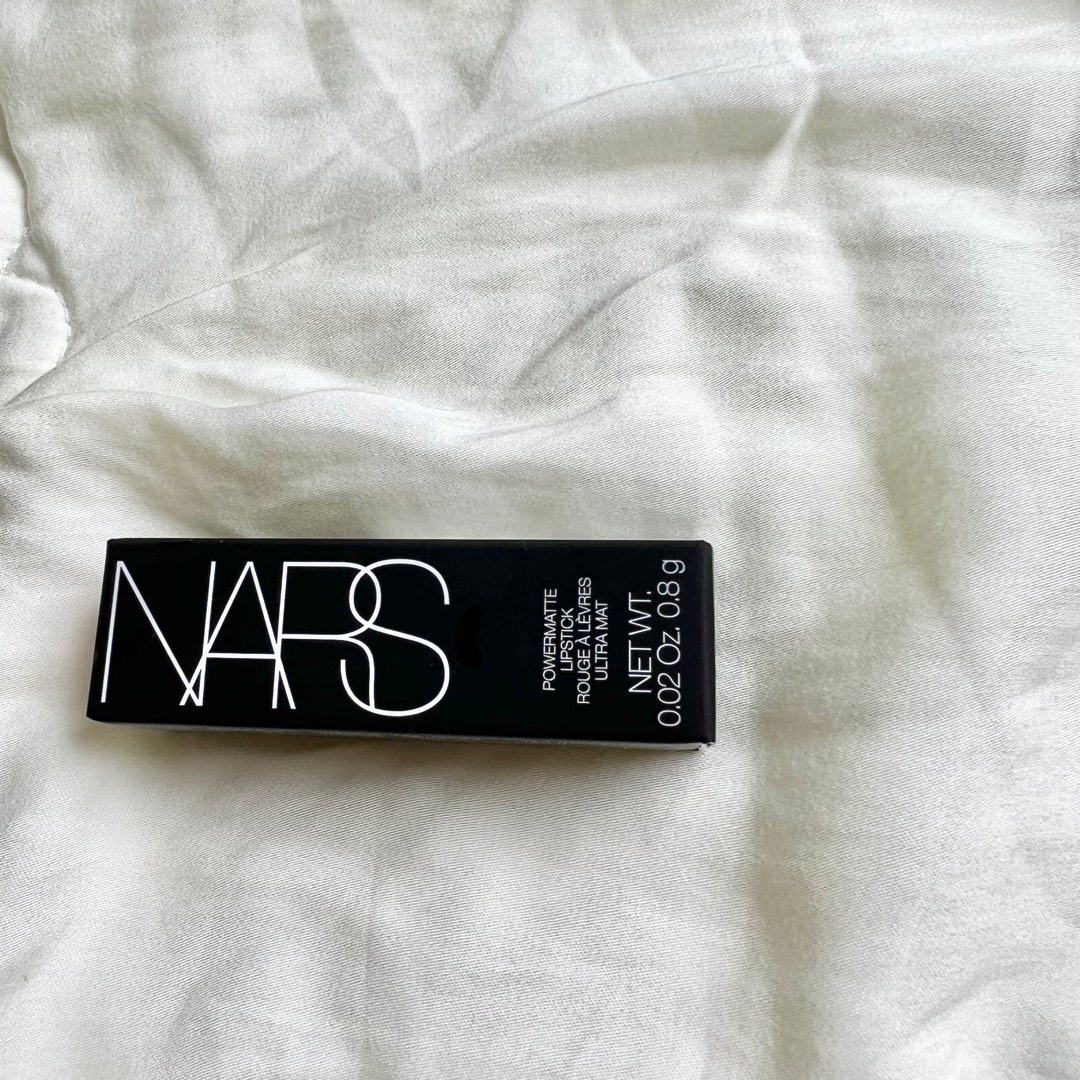 NARS
POWERMATTE
LIPSTICK
ROUGE À LÈVRES
ULTRA MAT
NET WT.
0.02 Oz. 0.8 g